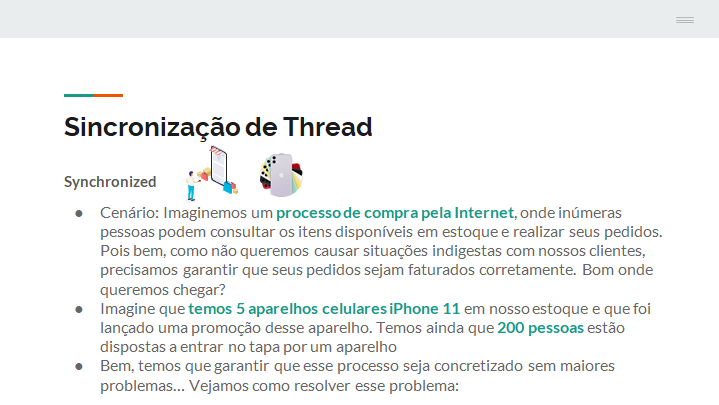 Sincronização de Thread
Synchronized
● Cenário: Imaginemos um processo de compra pela Internet, onde inúmeras
pessoas podem consultar os itens disponíveis em estoque e realizar seus pedidos.
Pois bem, como não queremos causar situações indigestas com nossos clientes,
precisamos garantir que seus pedidos sejam faturados corretamente. Bom onde
queremos chegar?
● Imagine que temos 5 aparelhos celulares iPhone 11 em nosso estoque e que foi
lançado uma promoção desse aparelho. Temos ainda que 200 pessoas estão
dispostas a entrar no tapa por um aparelho
● Bem, temos que garantir que esse processo seja concretizado sem maiores
problemas... Vejamos como resolver esse problema: